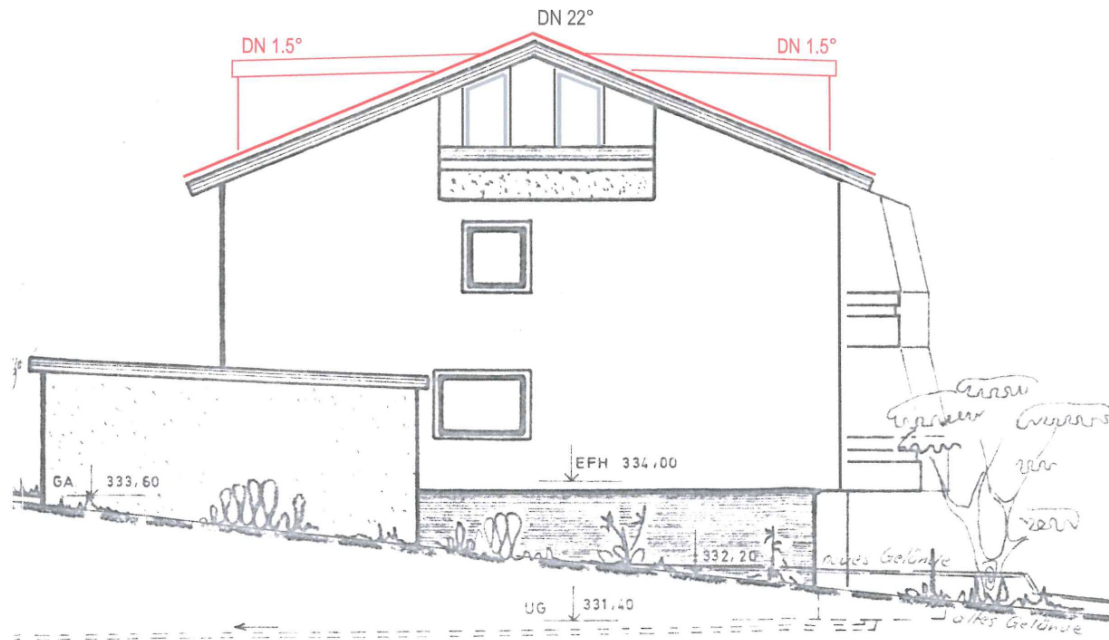 DN 22°
DN 1.5°
DN 1.5°
EFH 334,00
GA 333,60
332,20
neues Gelände
UG 331,40
altes Gelände